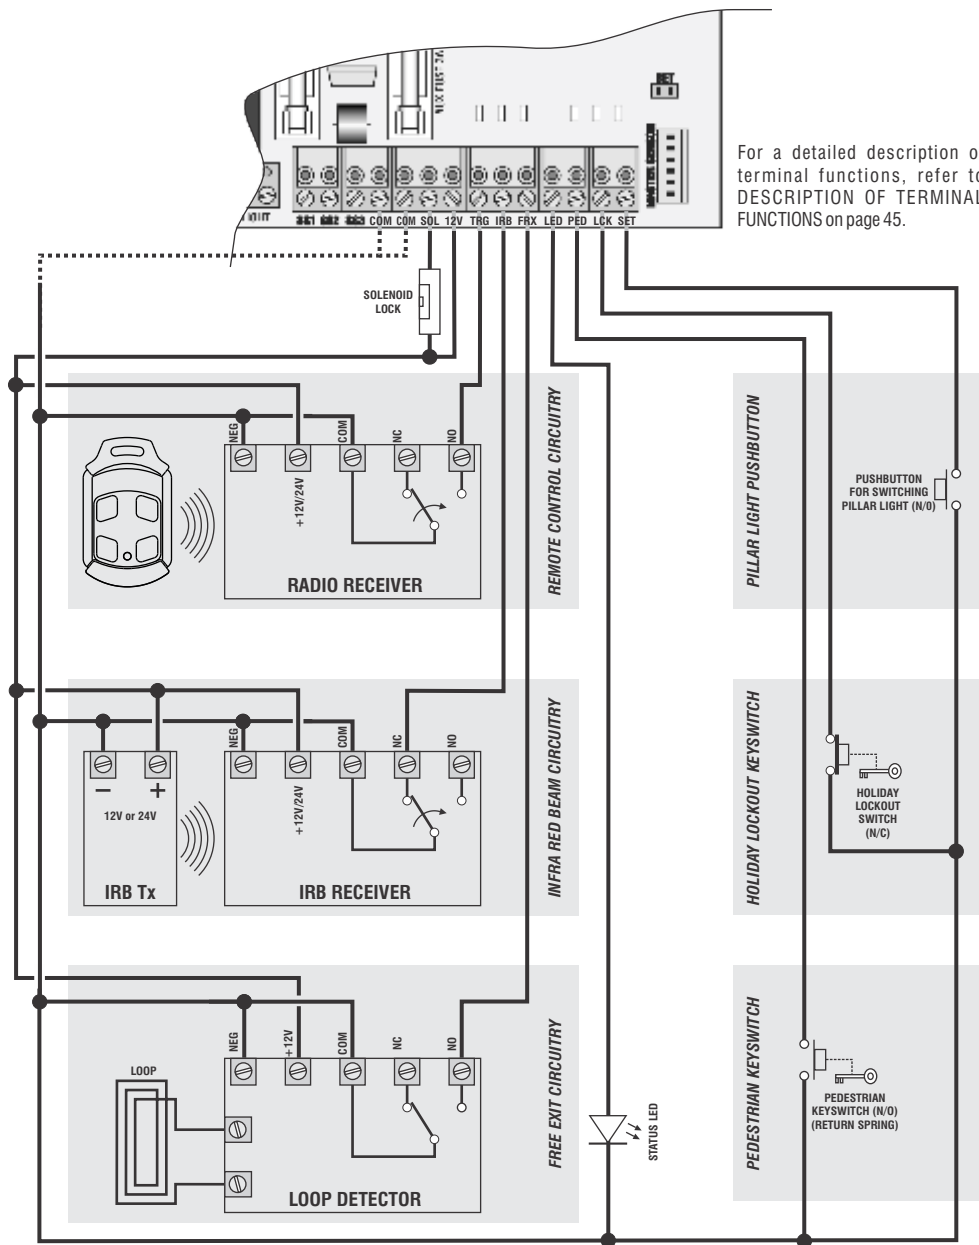 AUX FUSE 3A
SET
For a detailed description o
terminal functions, refer to
DESCRIPTION OF TERMINAL
FUNCTIONS on page 45.
COM COM SOL 12V TRG IRB FRX LED PED LCK SET
SOLENOID
LOCK
NEG
+12V/24V
COM
NC
NO
RADIO RECEIVER
REMOTE CONTROL CIRCUITRY
PUSHBUTTON
FOR SWITCHING
PILLAR LIGHT (N/O)
PILLAR LIGHT PUSHBUTTON
– +
12V or 24V
IRB Tx
NEG
+12V/24V
COM
NC
NO
IRB RECEIVER
INFRA RED BEAM CIRCUITRY
HOLIDAY
LOCKOUT
SWITCH
(N/C)
HOLIDAY LOCKOUT KEYSWITCH
LOOP
NEG
+12V
COM
NC
NO
LOOP DETECTOR
FREE EXIT CIRCUITRY
STATUS LED
PEDESTRIAN
KEYSWITCH (N/O)
(RETURN SPRING)
PEDESTRIAN KEYSWITCH